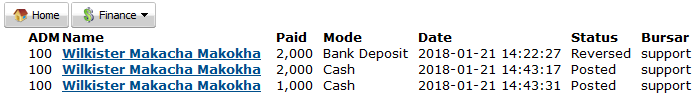 Home Finance
ADM Name Paid Mode Date Status Bursar
100 Wilkister Makacha Makokha 2,000 Bank Deposit 2018-01-21 14:22:27 Reversed support
100 Wilkister Makacha Makokha 2,000 Cash 2018-01-21 14:43:17 Posted support
100 Wilkister Makacha Makokha 1,000 Cash 2018-01-21 14:43:31 Posted support